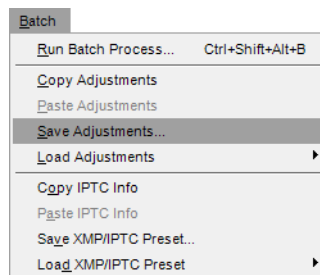 Batch
Run Batch Process... Ctrl+Shift+Alt+B
Copy Adjustments
Paste Adjustments
Save Adjustments...
Load Adjustments
Copy IPTC Info
Paste IPTC Info
Save XMP/IPTC Preset...
Load XMP/IPTC Preset